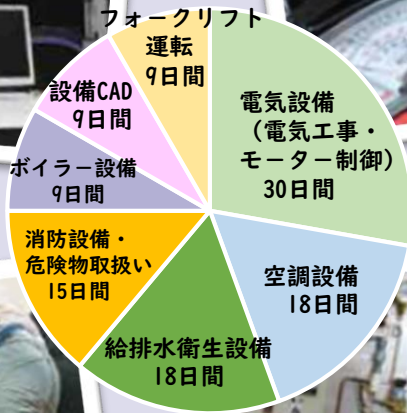 フォークリフト
運転
9日間
設備CAD
9日間
ボイラー設備
9日間
消防設備・
危険物取扱い
15日間
給排水衛生設備
18日間
空調設備
18日間
電気設備
（電気工事・
モーター制御）
30日間